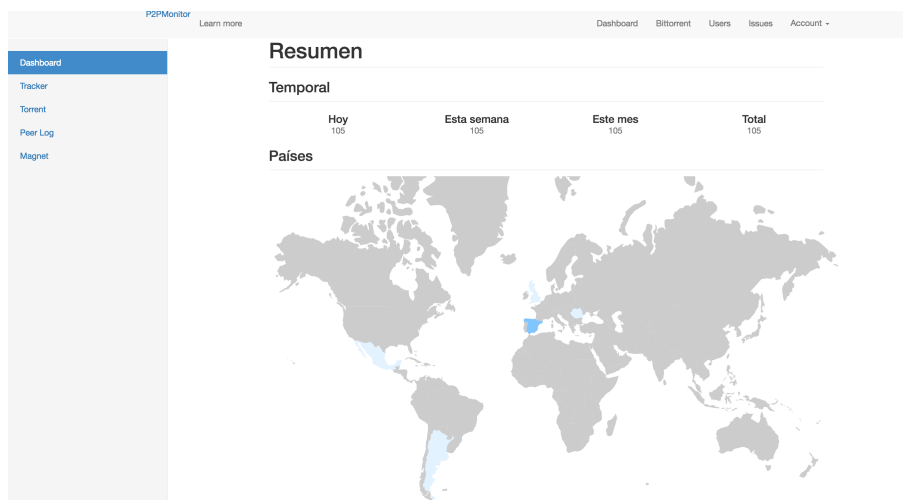 P2PMonitor
Learn more Dashboard Bittorrent Users Issues Account
Dashboard
Tracker
Torrent
Peer Log
Magnet
Resumen
Temporal
Hoy Esta semana Este mes Total
105 105 105 105
Países